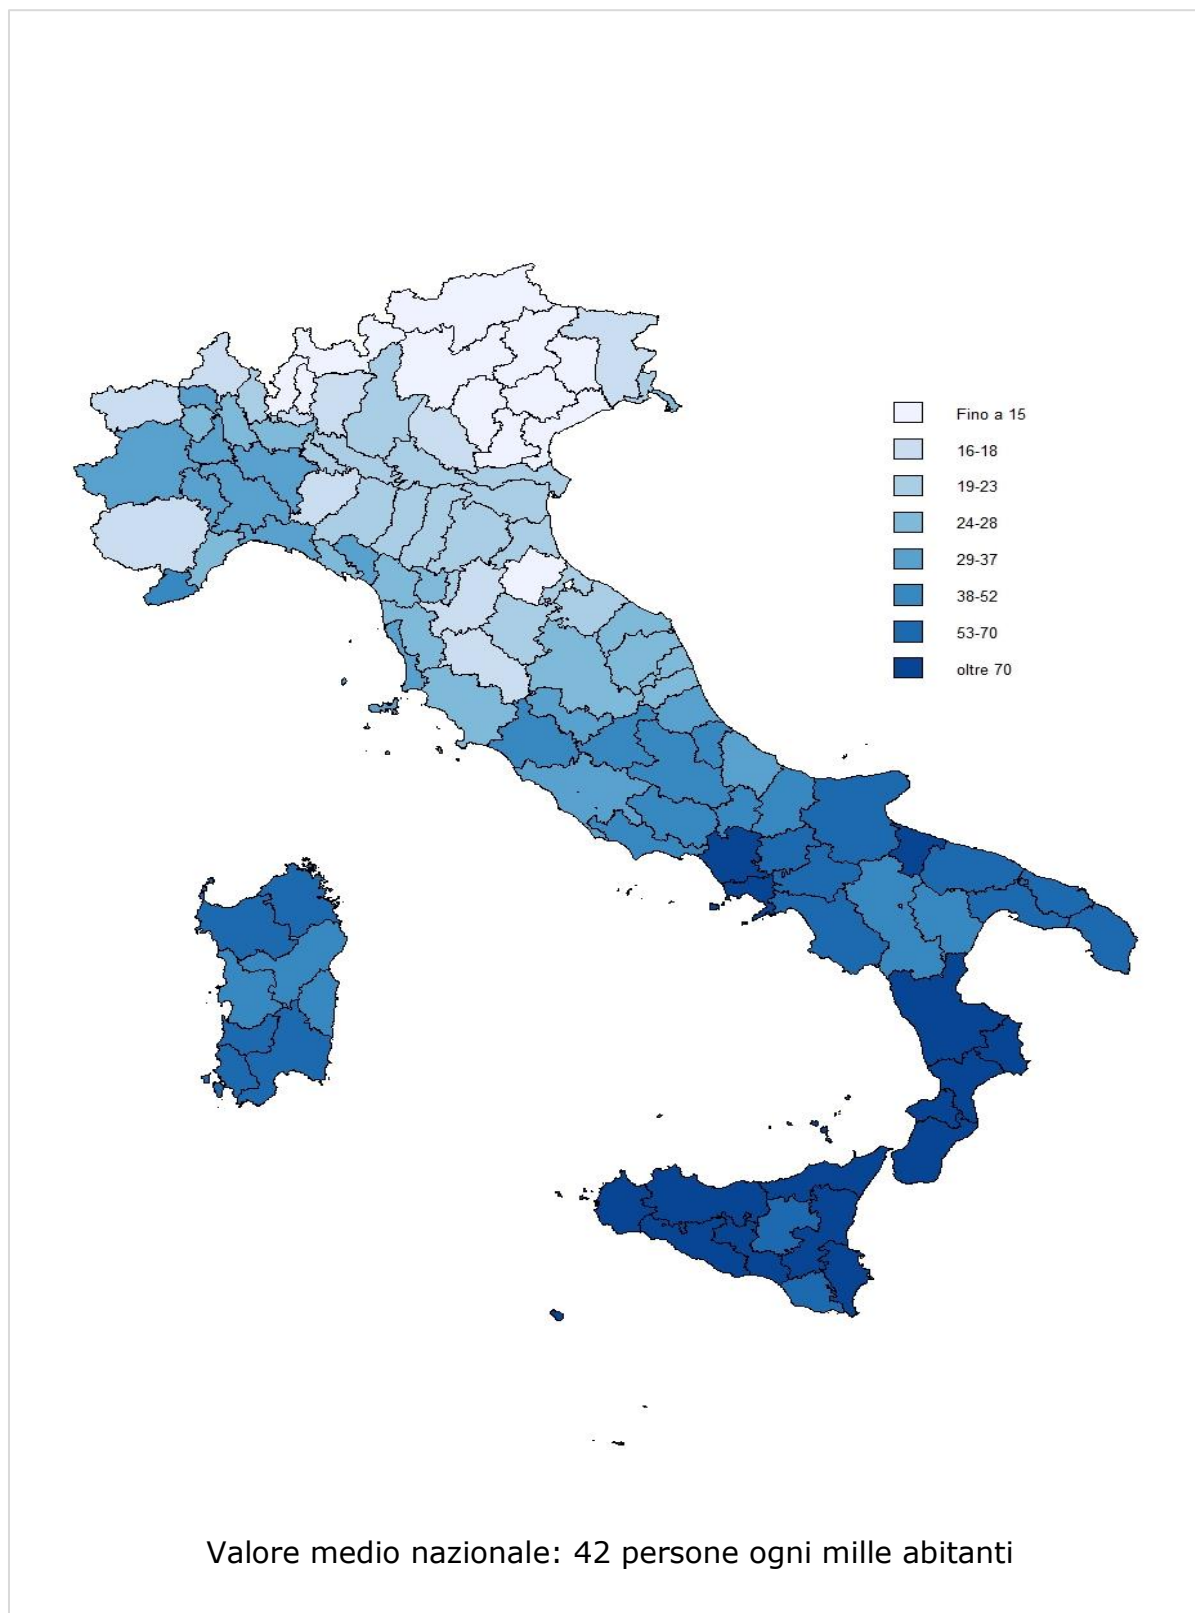 Fino a 15
16-18
19-23
24-28
29-37
38-52
53-70
oltre 70
Valore medio nazionale: 42 persone ogni mille abitanti